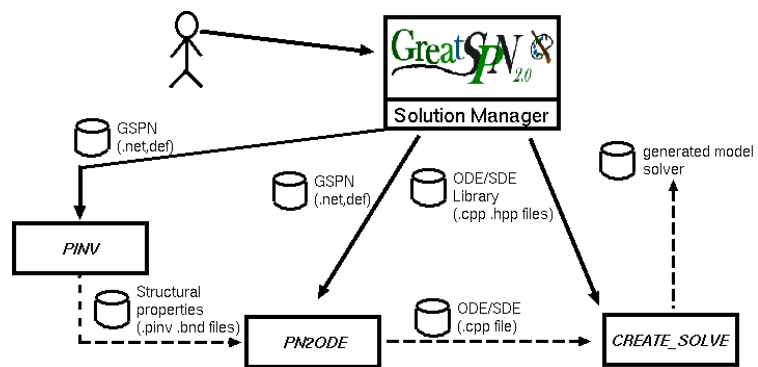 GreatSPN 2.0
Solution Manager
GSPN
(.net,def)
GSPN
(.net,def)
ODE/SDE
Library
(.cpp .hpp files)
generated model
solver
PINV
Structural
properties
(.pinv .bnd files)
PN2ODE
ODE/SDE
(.cpp file)
CREATE_SOLVE